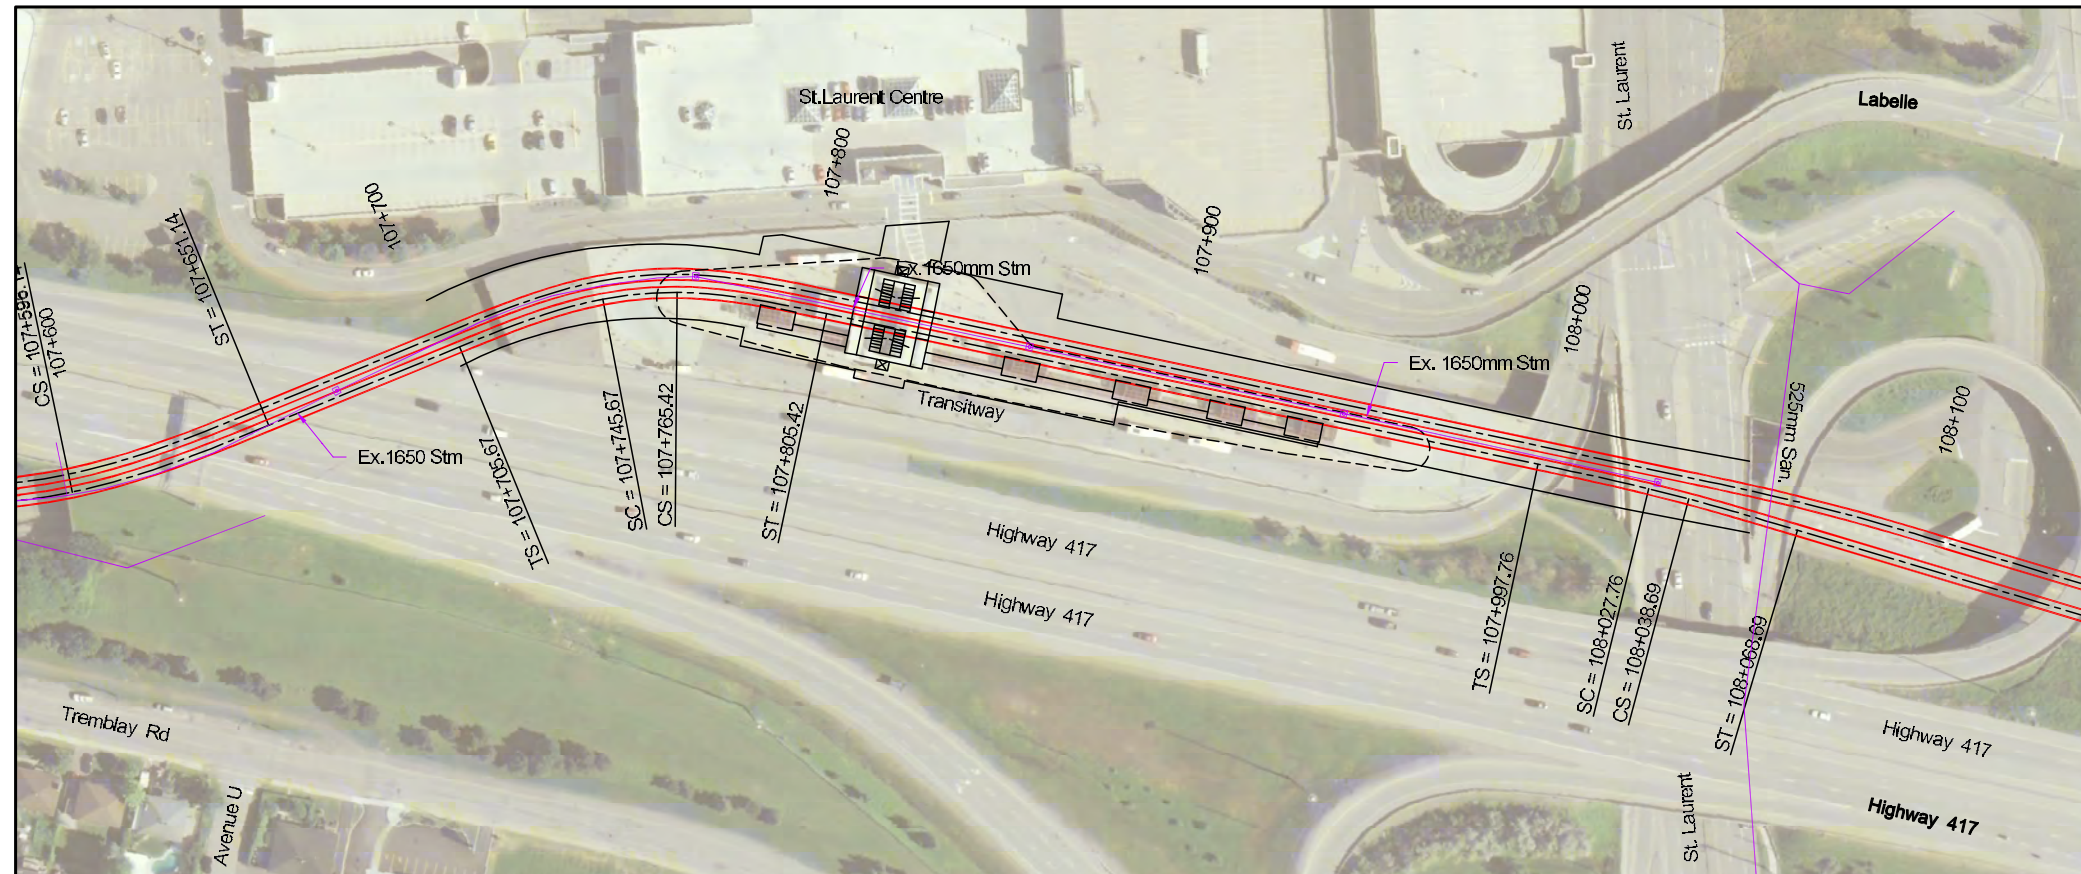 St.Laurent Centre
St. Laurent
Labelle
107+800
107+700
107+900
ST = 107+651.14
108+000
CS = 107+596.14
107+600
Ex.1650mm Stm
Ex. 1650mm Stm
525mm San.
108+100
Transitway
Ex.1650 Stm
TS = 107+705.67
SC = 107+745.67
CS = 107+765.42
ST = 107+805.42
Highway 417
Highway 417
TS = 107+997.76
SC = 108+027.76
CS = 108+038.69
ST = 108+068.69
Tremblay Rd
Highway 417
Highway 417
Avenue U
St. Laurent